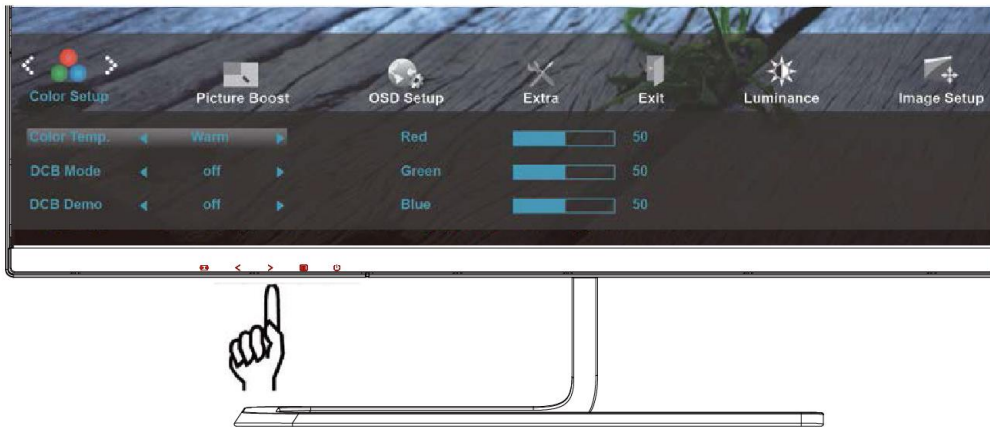 Color Setup Picture Boost OSD Setup Extra Exit Luminance Image Setup
Color Temp. Warm Red 50
DCB Mode off Green 50
DCB Demo off Blue 50